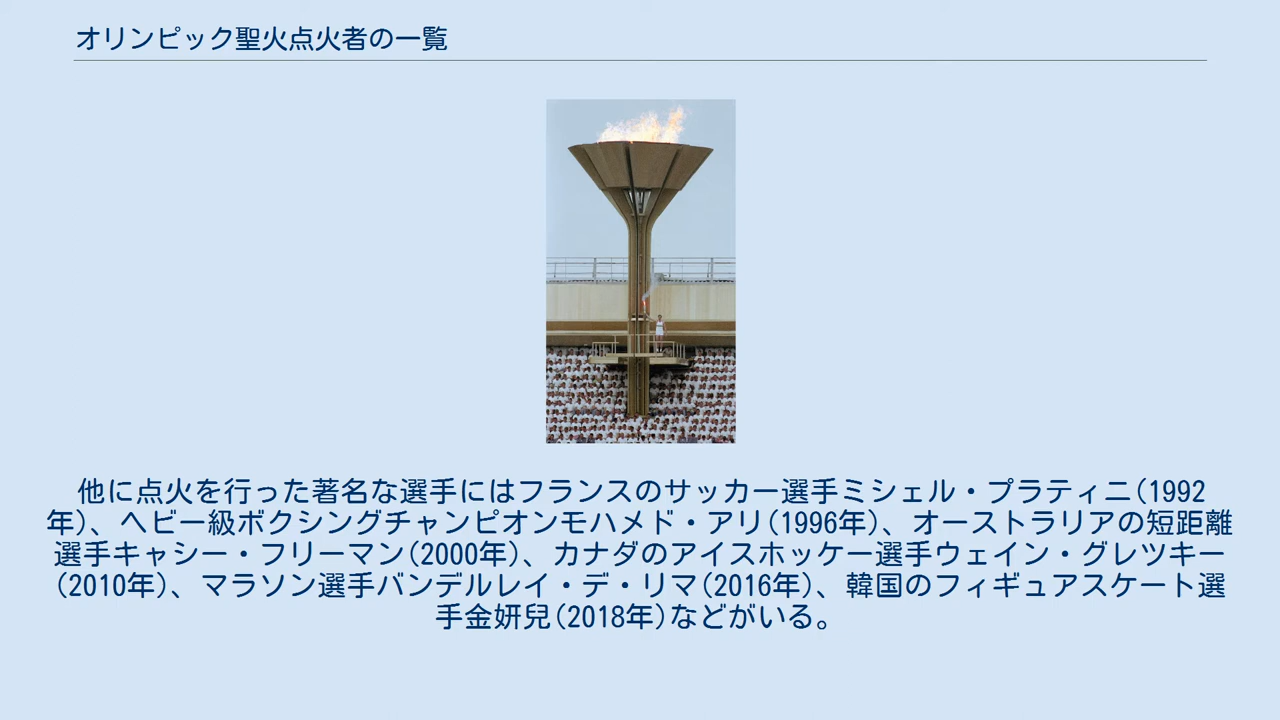 オリンピック聖火点火者の一覧
他に点火を行った著名な選手にはフランスのサッカー選手ミシェル・プラティニ(1992
年)、ヘビー級ボクシングチャンピオンモハメド・アリ(1996年)、オーストラリアの短距離
選手キャシー・フリーマン(2000年)、カナダのアイスホッケー選手ウェイン・グレツキー
(2010年)、マラソン選手バンデルレイ・デ・リマ(2016年)、韓国のフィギュアスケート選
手金妍兒(2018年)などがいる。